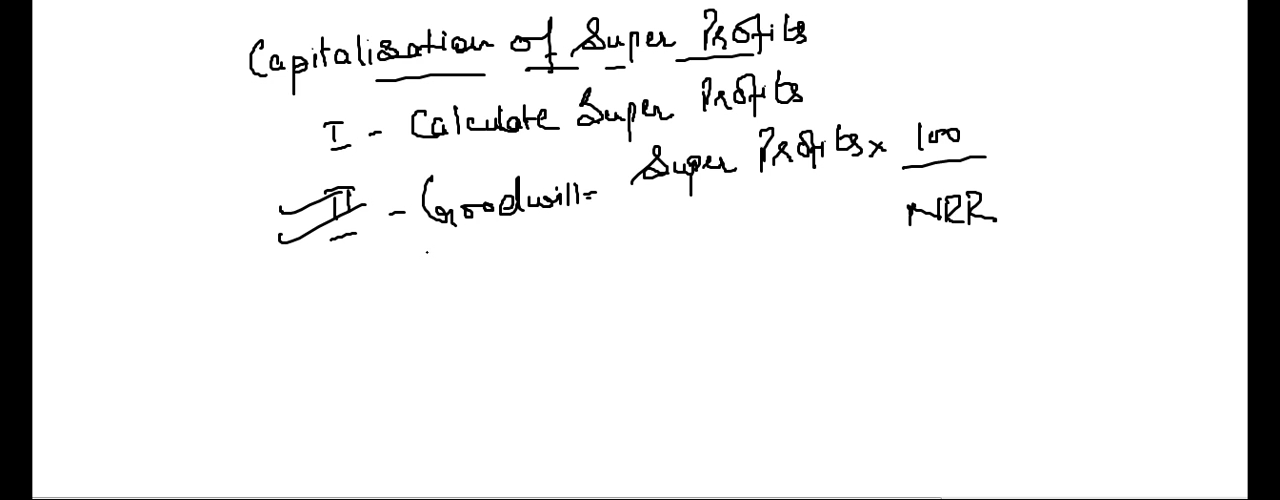 Capitalisation of Super Profits
I - Calculate Super Profits
II - Goodwill = Super Profits x 100 / NRR